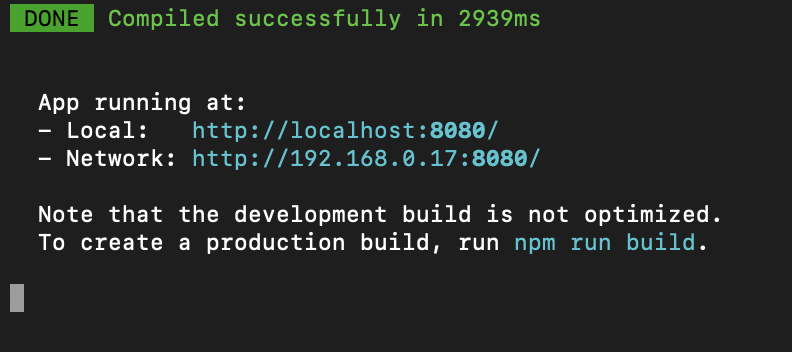 DONE Compiled successfully in 2939ms
App running at:
- Local: http://localhost:8080/
- Network: http://192.168.0.17:8080/
Note that the development build is not optimized.
To create a production build, run npm run build.